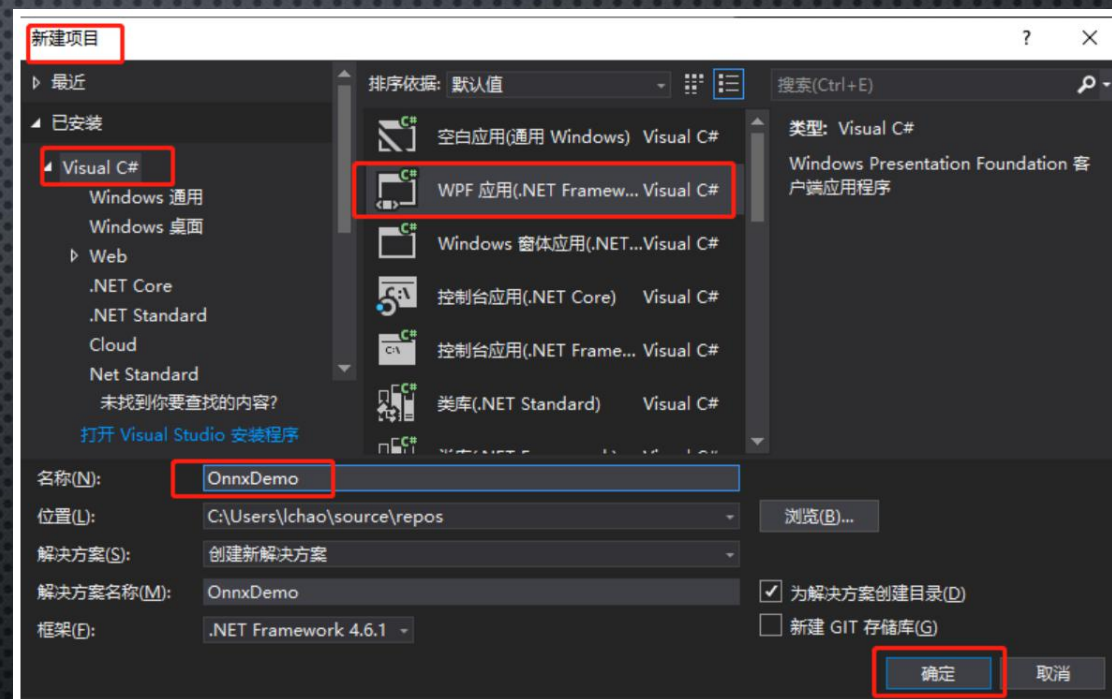 新建项目
?
最近
已安装
Visual C#
Windows 通用
Windows 桌面
Web
.NET Core
.NET Standard
Cloud
Net Standard
未找到你要查找的内容?
打开 Visual Studio 安装程序
排序依据: 默认值
搜索(Ctrl+E)
空白应用(通用 Windows) Visual C#
WPF 应用(.NET Framew... Visual C#
Windows 窗体应用(.NET...Visual C#
控制台应用(.NET Core) Visual C#
控制台应用(.NET Frame... Visual C#
类库(.NET Standard) Visual C#
类型: Visual C#
Windows Presentation Foundation 客
户端应用程序
名称(N): OnnxDemo
位置(L): C:\Users\lchao\source\repos
浏览(B)...
解决方案(S): 创建新解决方案
解决方案名称(M): OnnxDemo
为解决方案创建目录(D)
框架(F): .NET Framework 4.6.1
新建 GIT 存储库(G)
确定 取消